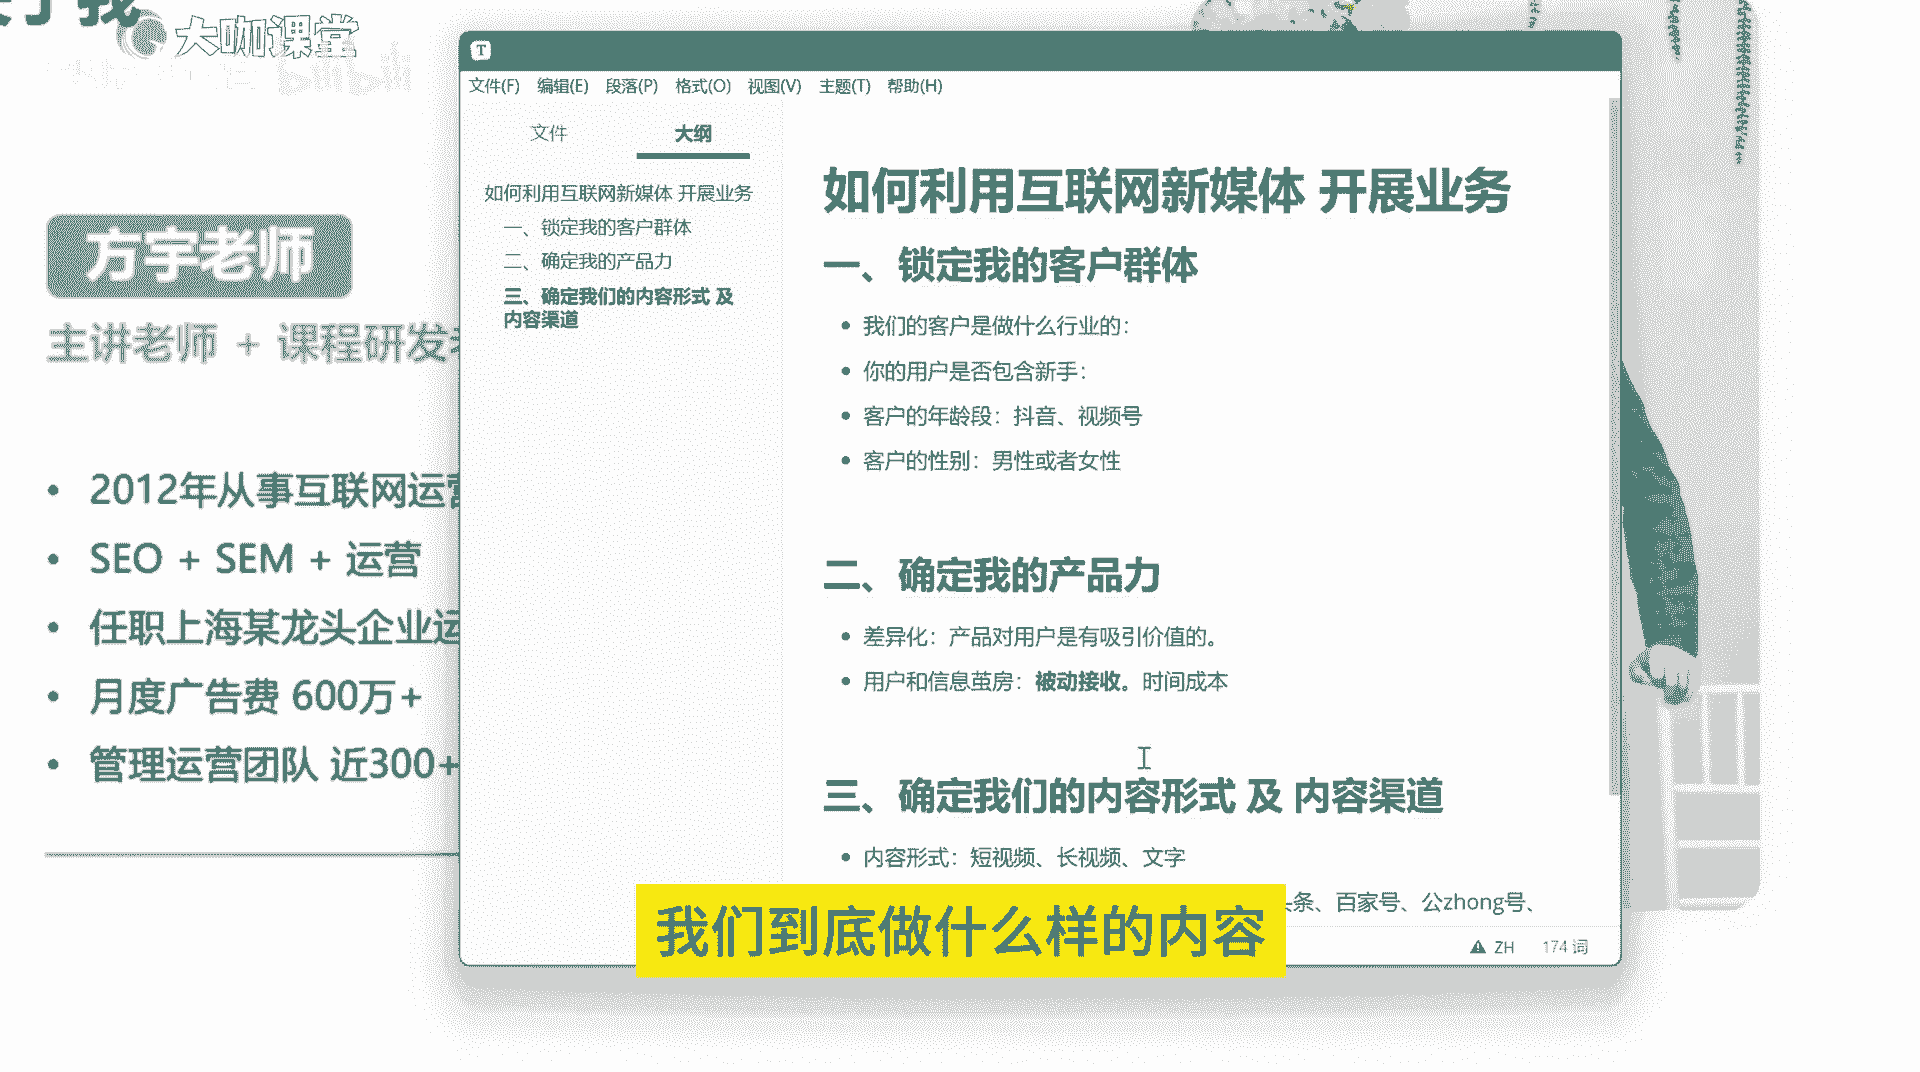 大咖课堂
bilibili
方宇老师
主讲老师 + 课程研发
2012年从事互联网运营
SEO + SEM + 运营
任职上海某龙头企业运
月度广告费 600万+
管理运营团队 近300+
T
文件(F) 编辑(E) 段落(P) 格式(O) 视图(V) 主题(T) 帮助(H)
文件 大纲
如何利用互联网新媒体 开展业务
一、锁定我的客户群体
二、确定我的产品力
三、确定我们的内容形式 及
内容渠道
如何利用互联网新媒体 开展业务
一、锁定我的客户群体
我们的客户是做什么行业的:
你的用户是否包含新手:
客户的年龄段: 抖音、视频号
客户的性别: 男性或者女性
二、确定我的产品力
差异化: 产品对用户是有吸引价值的。
用户和信息茧房: 被动接收。时间成本
三、确定我们的内容形式 及 内容渠道
内容形式: 短视频、长视频、文字
条、百家号、公zhong号、
ZH 174 词
我们到底做什么样的内容